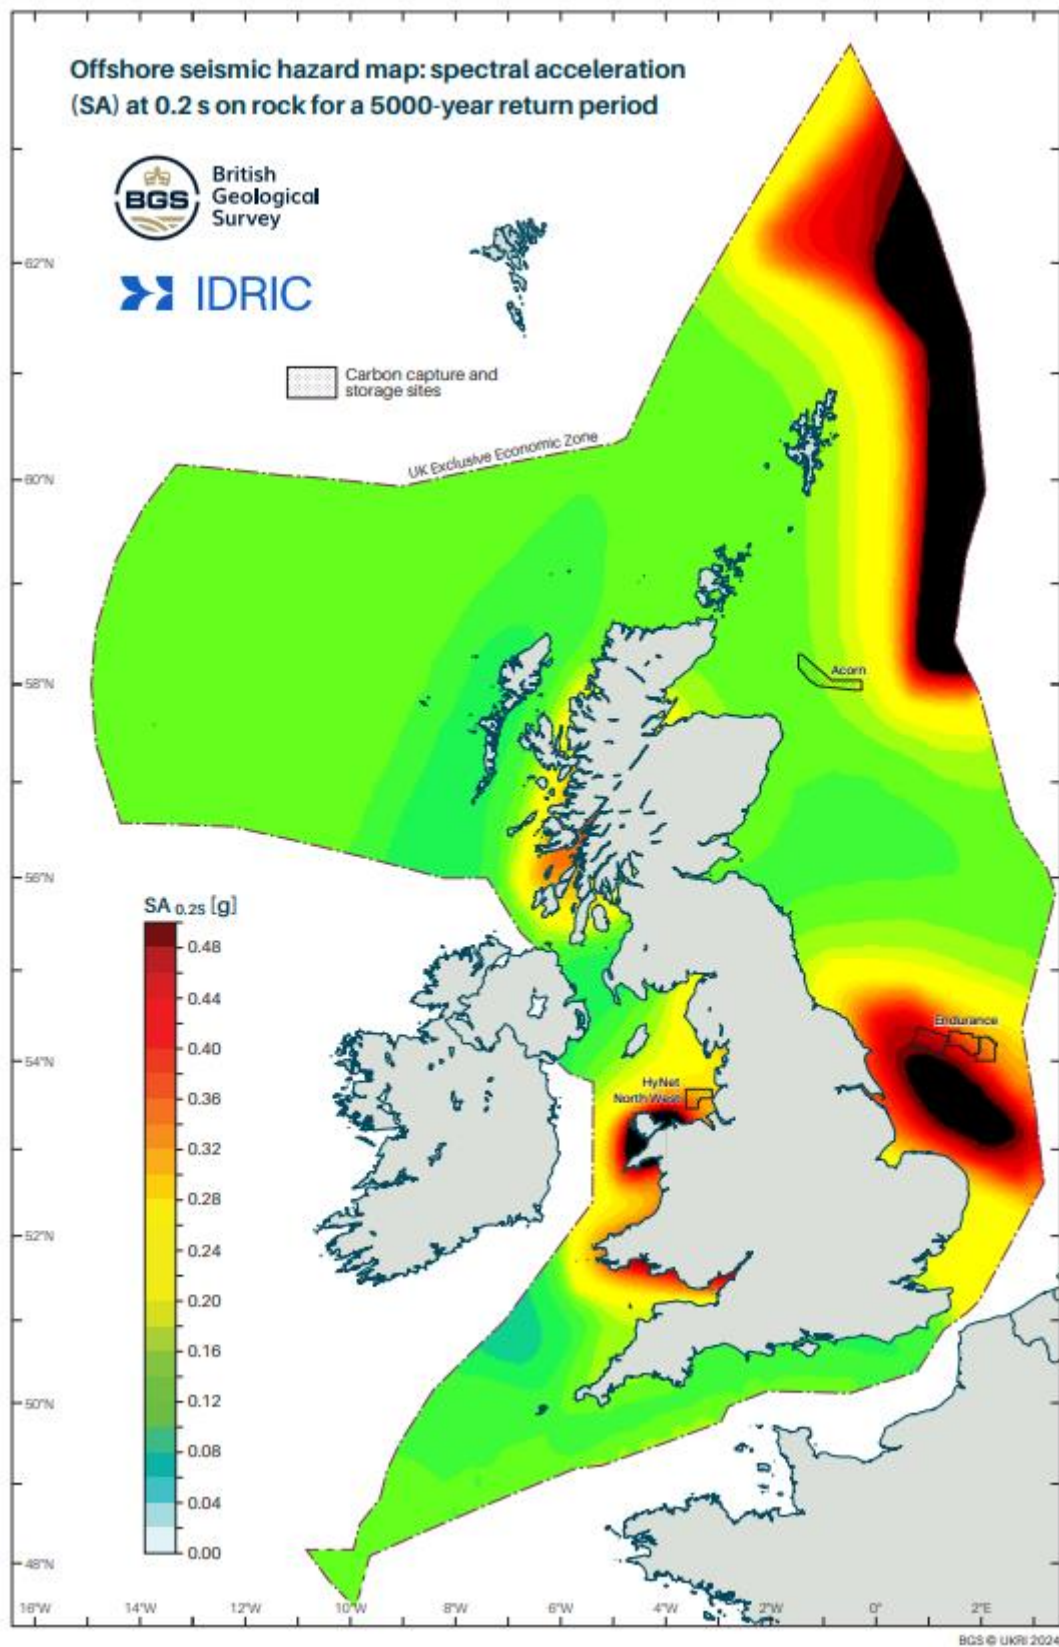 Offshore seismic hazard map: spectral acceleration
(SA) at 0.2 s on rock for a 5000-year return period
BGS
British
Geological
Survey
IDRIC
Carbon capture and
storage sites
UK Exclusive Economic Zone
62°N
60°N
58°N
56°N
54°N
52°N
50°N
48°N
Acorn
Endurance
HyNet
North West
SA 0.2S [g]
0.48
0.44
0.40
0.36
0.32
0.28
0.24
0.20
0.16
0.12
0.08
0.04
0.00
16°W 14°W 12°W 10°W 8°W 6°W 4°W 2°W 0° 2°E
BGS © UKRI 2024